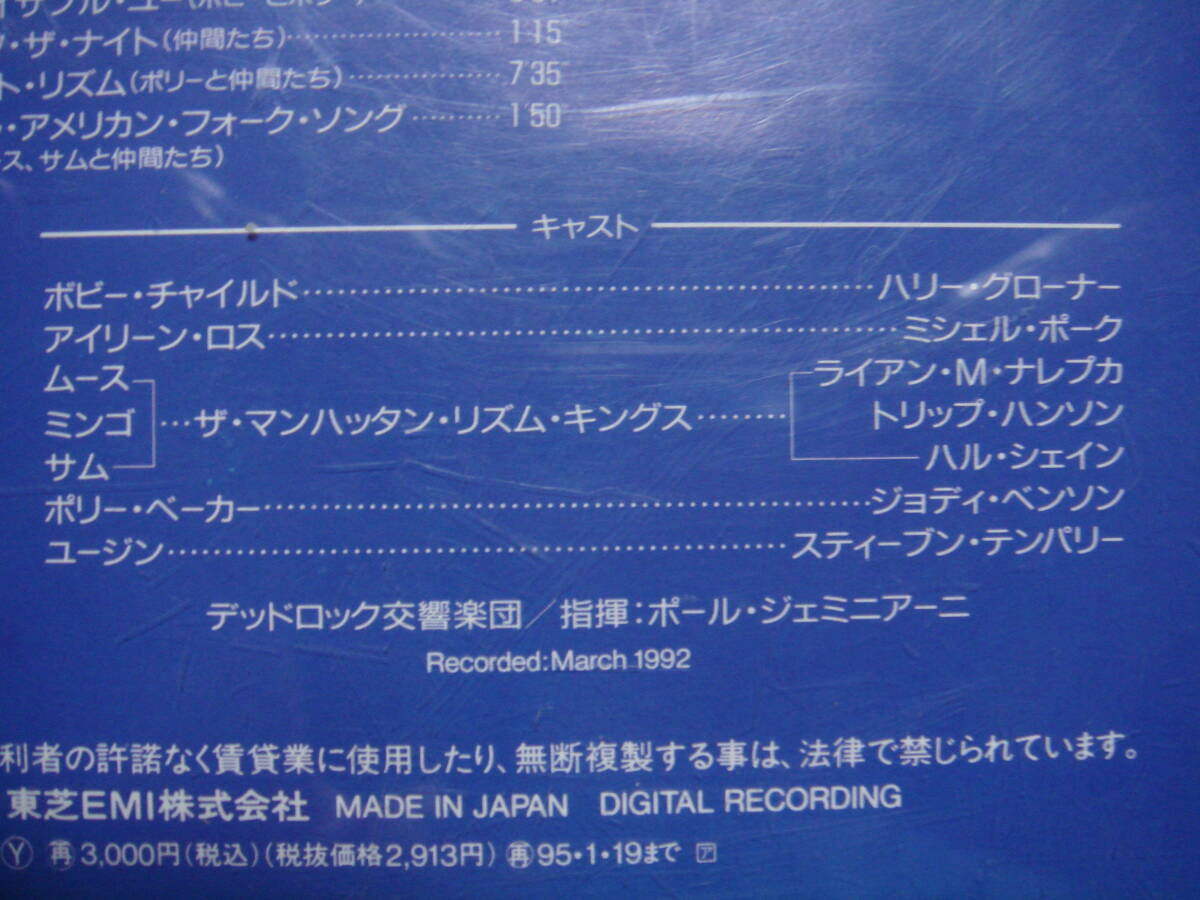 ザ・ナイト(仲間たち)…………………… 1'15"
ト・リズム(ポリーと仲間たち)…………… 7'35"
・アメリカン・フォーク・ソング………… 1'50"
ス、サムと仲間たち)
キャスト
ボビー・チャイルド……………………………………………………ハリー・グローナー
アイリーン・ロス………………………………………………………ミシェル・ポーク
ムース ライアン・M・ナレプカ
ミンゴ …ザ・マンハッタン・リズム・キングス……… トリップ・ハンソン
サム ハル・シェイン
ポリー・ベーカー………………………………………………………ジョディ・ベンソン
ユージン…………………………………………………………スティーブン・テンパリー
デッドロック交響楽団/指揮:ポール・ジェミニアーニ
Recorded:March 1992
利者の許諾なく賃貸業に使用したり、無断複製する事は、法律で禁じられています。
東芝EMI株式会社 MADE IN JAPAN DIGITAL RECORDING
Ⓨ 再 3,000円(税込)(税抜価格2,913円) 再 95・1・19まで ア